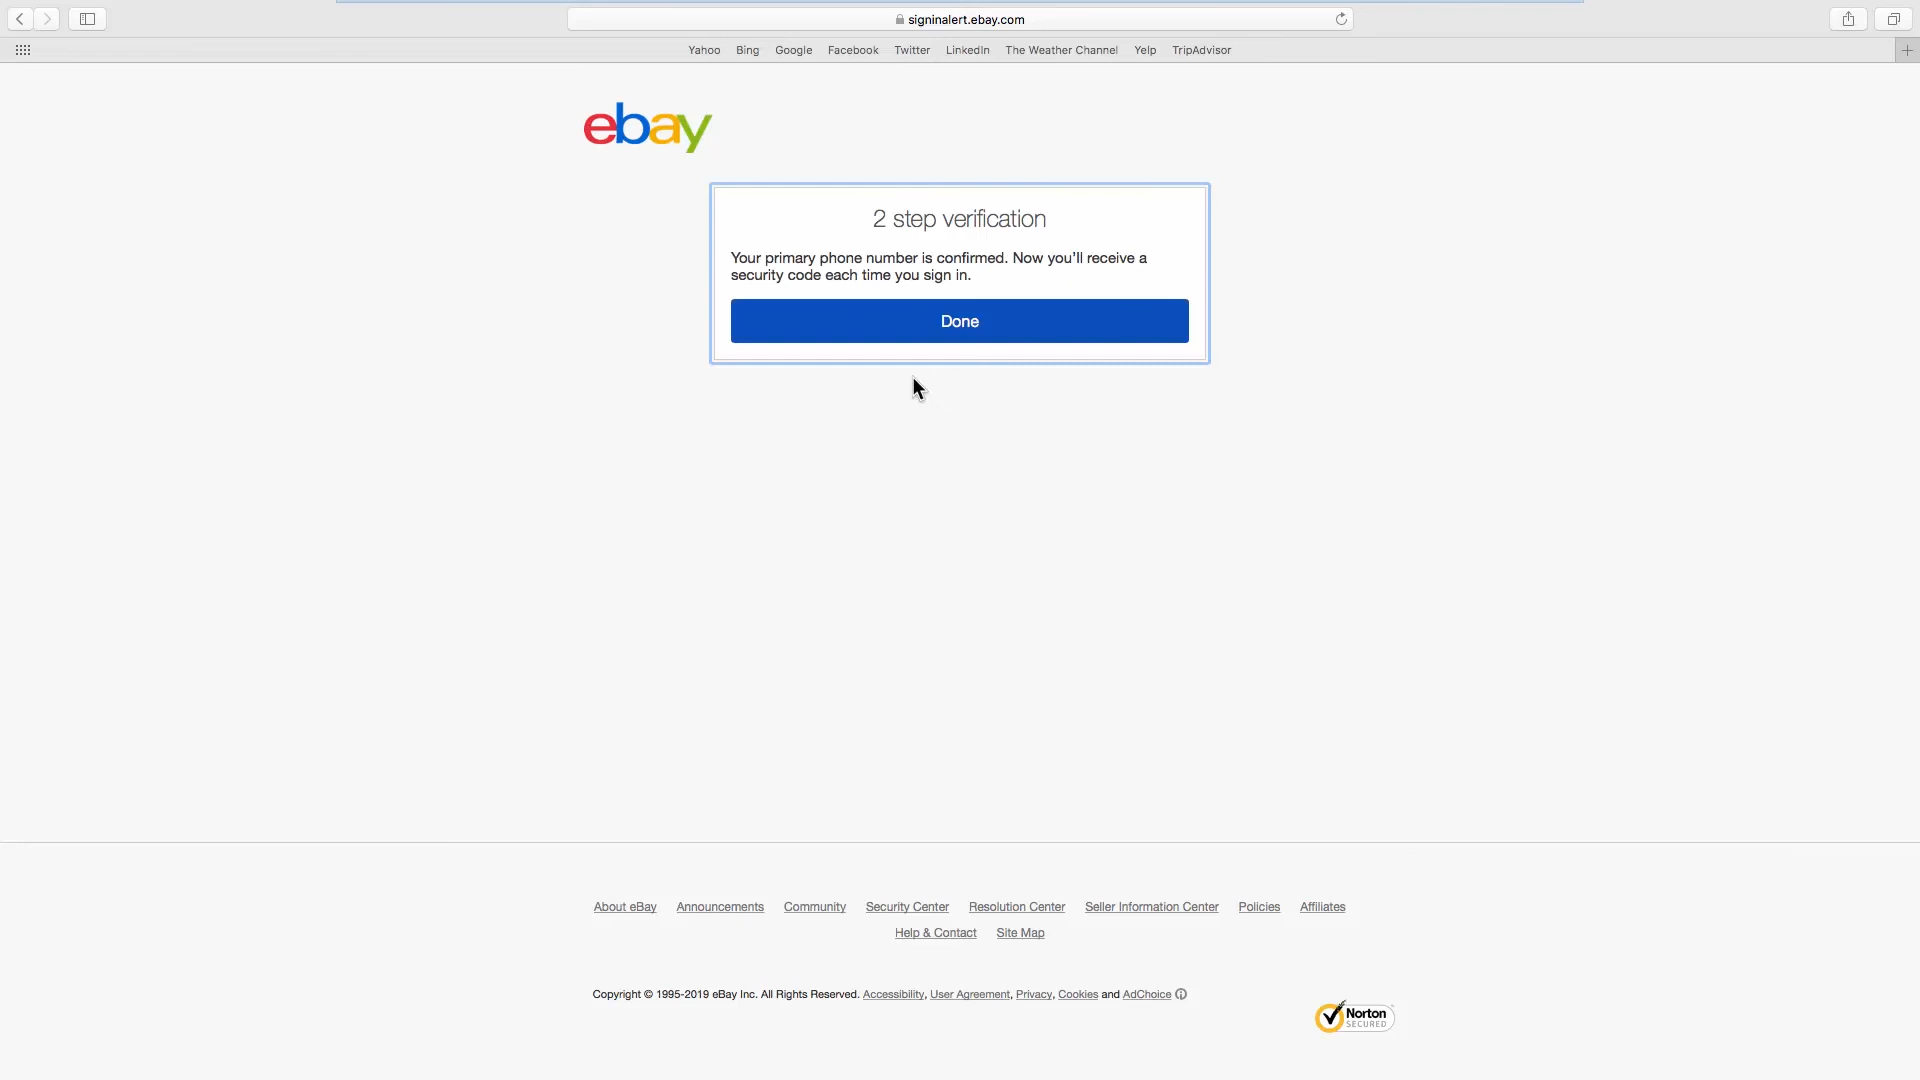 signinalert.ebay.com
Yahoo Bing Google Facebook Twitter LinkedIn The Weather Channel Yelp TripAdvisor
ebay
2 step verification
Your primary phone number is confirmed. Now you'll receive a
security code each time you sign in.
Done
About eBay Announcements Community Security Center Resolution Center Seller Information Center Policies Affiliates
Help & Contact Site Map
Copyright © 1995-2019 eBay Inc. All Rights Reserved. Accessibility, User Agreement, Privacy, Cookies and AdChoice
Norton
SECURED